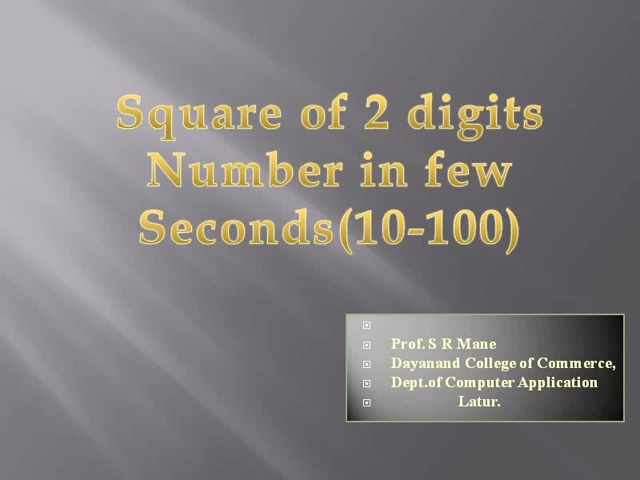 Square of 2 digits
Number in few
Seconds(10-100)
Prof. S R Mane
Dayanand College of Commerce,
Dept.of Computer Application
Latur.